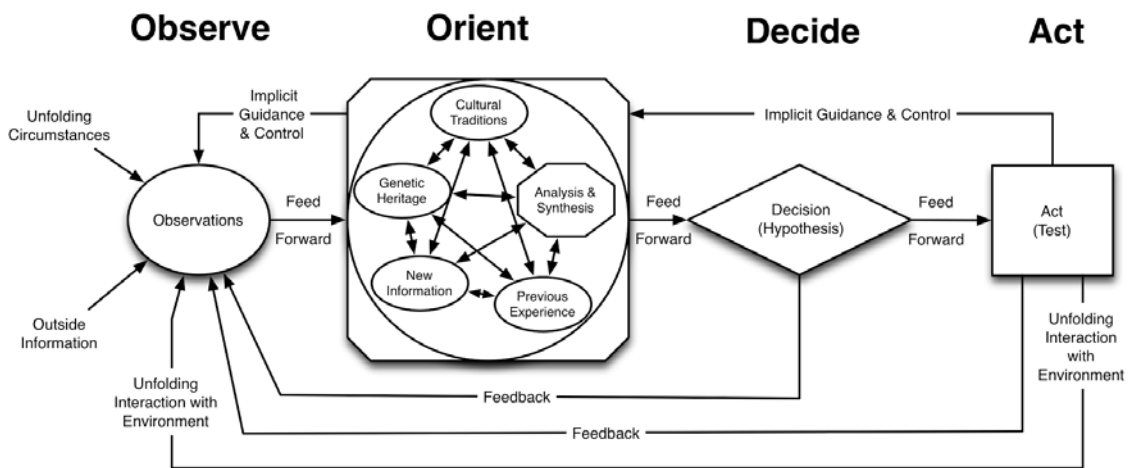 Observe
Orient
Decide
Act
Unfolding
Circumstances
Outside
Information
Observations
Implicit
Guidance
& Control
Feed
Forward
Cultural
Traditions
Genetic
Heritage
Analysis &
Synthesis
New
Information
Previous
Experience
Feed
Forward
Decision
(Hypothesis)
Feed
Forward
Implicit Guidance & Control
Act
(Test)
Unfolding
Interaction
with
Environment
Unfolding
Interaction with
Environment
Feedback
Feedback